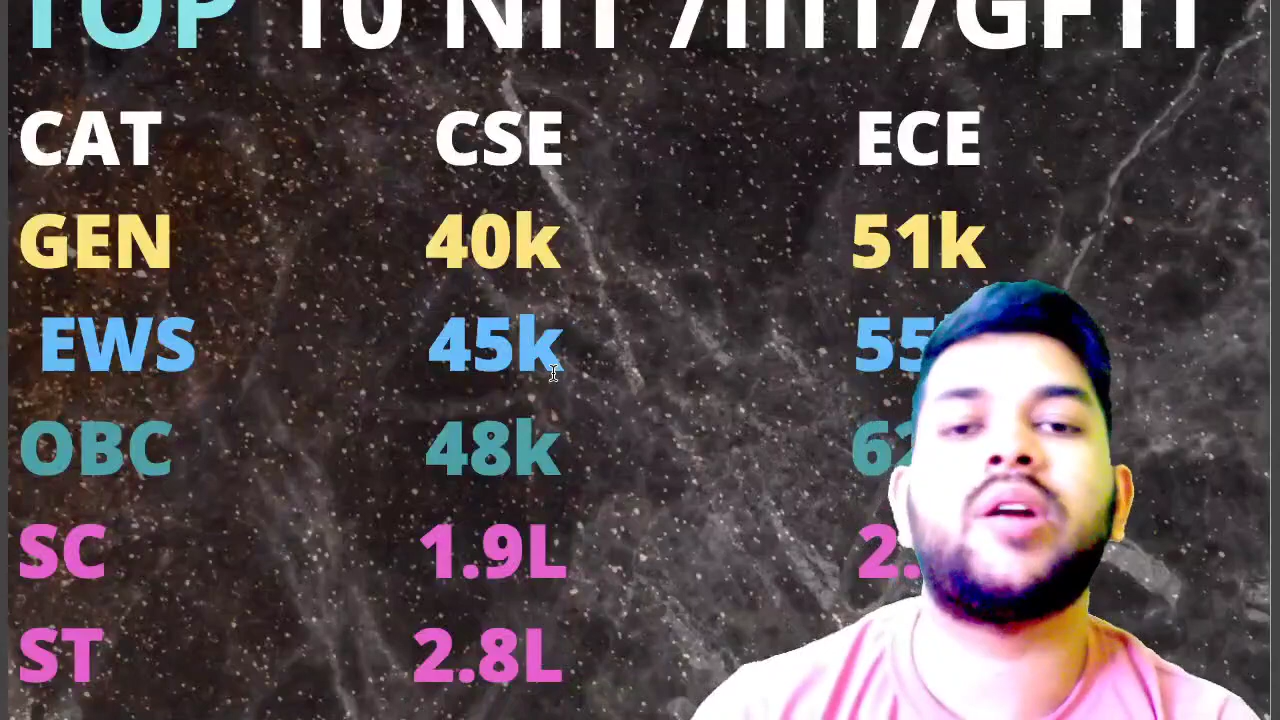 TOP 10 NIT /IIIT/GFTI
CAT CSE ECE
GEN 40k 51k
EWS 45k
OBC 48k
SC 1.9L
ST 2.8L